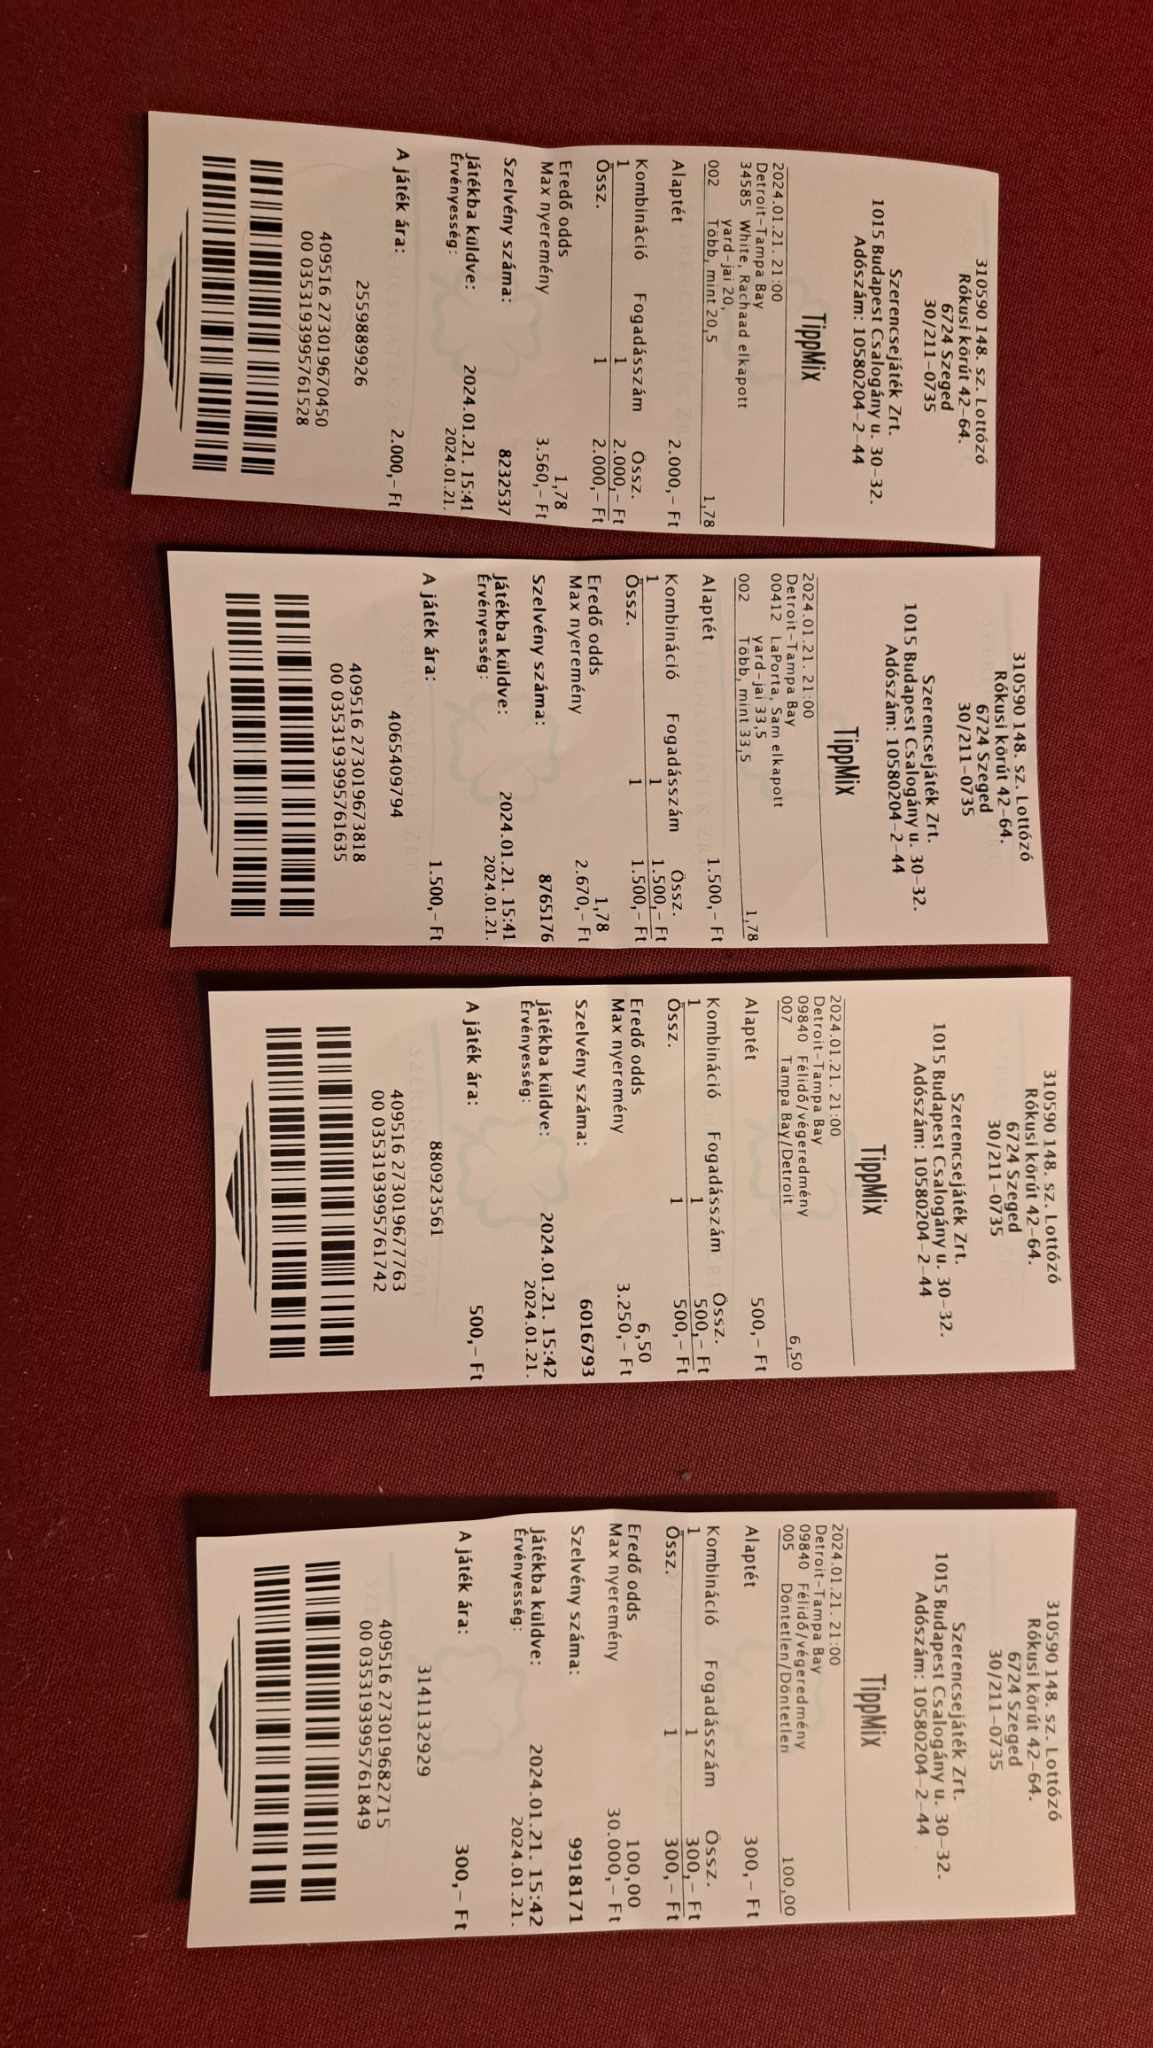 310590 148. sz. Lottózó
Rókusi körút 42-64.
6724 Szeged
30/211-0735
Szerencsejáték Zrt.
1015 Budapest Csalogány u. 30-32.
Adószám: 10580204-2-44
TippMix
2024.01.21. 21:00
Detroit-Tampa Bay
34585 White, Rachaad elkapott
yard-jai 20,
002 Több, mint 20,5 1,78
Alaptét 2.000,- Ft
Kombináció Fogadásszám Össz.
1 1 2.000,- Ft
Össz. 1 2.000,- Ft
Eredő odds 1,78
Max nyeremény 3.560,- Ft
Szelvény száma: 8232537
Játékba küldve: 2024.01.21. 15:41
Érvényesség: 2024.01.21.
A játék ára: 2.000,- Ft
2559889926
409516 273019670450
00 0353193995761528
310590 148. sz. Lottózó
Rókusi körút 42-64.
6724 Szeged
30/211-0735
Szerencsejáték Zrt.
1015 Budapest Csalogány u. 30-32.
Adószám: 10580204-2-44
TippMix
2024.01.21. 21:00
Detroit-Tampa Bay
00412 LaPorta, Sam elkapott
yard-jai 33,5
002 Több, mint 33,5 1,78
Alaptét 1.500,- Ft
Kombináció Fogadásszám Össz.
1 1 1.500,- Ft
Össz. 1 1.500,- Ft
Eredő odds 1,78
Max nyeremény 2.670,- Ft
Szelvény száma: 8765176
Játékba küldve: 2024.01.21. 15:41
Érvényesség: 2024.01.21.
A játék ára: 1.500,- Ft
4065409794
409516 273019673818
00 0353193995761635
310590 148. sz. Lottózó
Rókusi körút 42-64.
6724 Szeged
30/211-0735
Szerencsejáték Zrt.
1015 Budapest Csalogány u. 30-32.
Adószám: 10580204-2-44
TippMix
2024.01.21. 21:00
Detroit-Tampa Bay
09840 Félidő/végeredmény
007 Tampa Bay/Detroit 6,50
Alaptét 500,- Ft
Kombináció Fogadásszám Össz.
1 1 500,- Ft
Össz. 1 500,- Ft
Eredő odds 6,50
Max nyeremény 3.250,- Ft
Szelvény száma: 6016793
Játékba küldve: 2024.01.21. 15:42
Érvényesség: 2024.01.21.
A játék ára: 500,- Ft
880923561
409516 273019677763
00 0353193995761742
310590 148. sz. Lottózó
Rókusi körút 42-64.
6724 Szeged
30/211-0735
Szerencsejáték Zrt.
1015 Budapest Csalogány u. 30-32.
Adószám: 10580204-2-44
TippMix
2024.01.21. 21:00
Detroit-Tampa Bay
09840 Félidő/végeredmény
005 Döntetlen/Döntetlen 100,00
Alaptét 300,- Ft
Kombináció Fogadásszám Össz.
1 1 300,- Ft
Össz. 1 300,- Ft
Eredő odds 100,00
Max nyeremény 30.000,- Ft
Szelvény száma: 9918171
Játékba küldve: 2024.01.21. 15:42
Érvényesség: 2024.01.21.
A játék ára: 300,- Ft
3141132929
409516 273019682715
00 0353193995761849